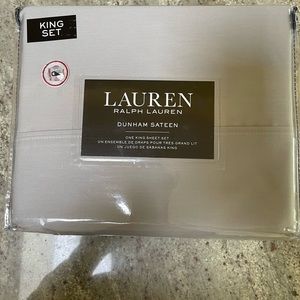 KING
SET
LAUREN
RALPH LAUREN
DUNHAM SATEEN
ONE KING SHEET SET
UN ENSEMBLE DE DRAPS POUR TRÈS GRAND LIT
UN JUEGO DE SÁBANAS KING